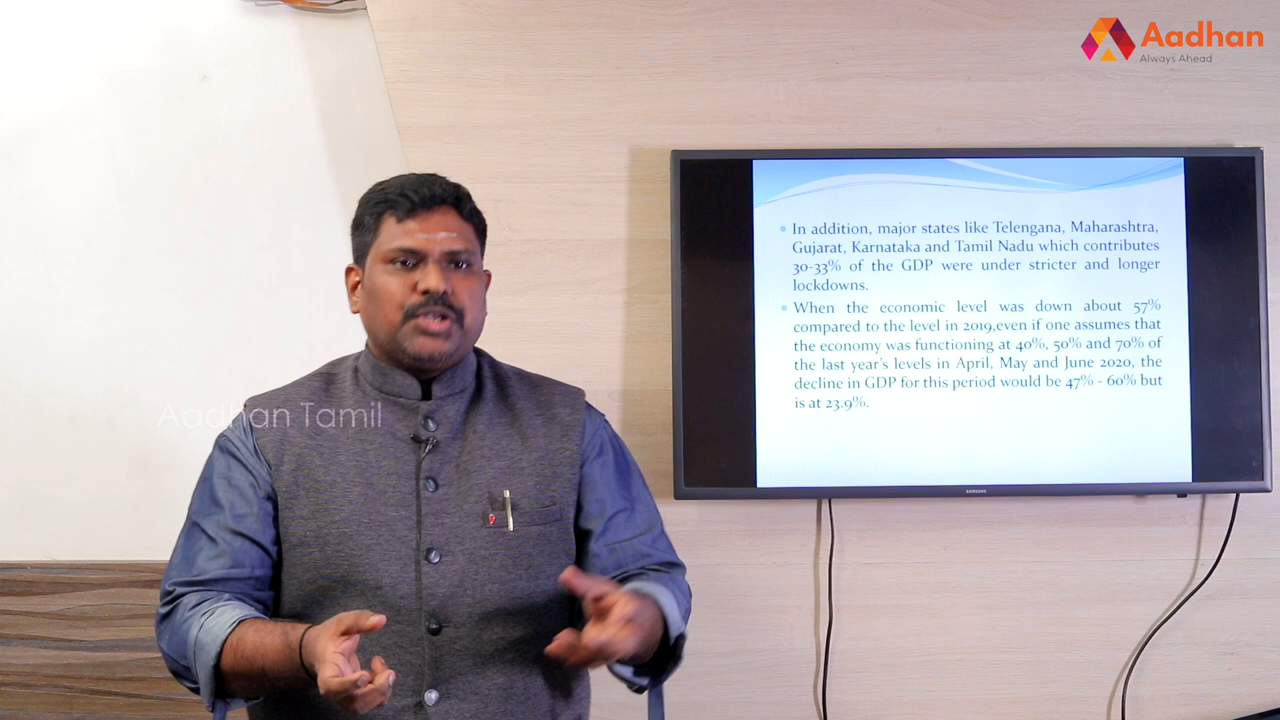 Aadhan
Always Ahead
In addition, major states like Telengana, Maharashtra,
Gujarat, Karnataka and Tamil Nadu which contributes
30-33% of the GDP were under stricter and longer
lockdowns.
When the economic level was down about 57%
compared to the level in 2019,even if one assumes that
the economy was functioning at 40%, 50% and 70% of
the last year's levels in April, May and June 2020, the
decline in GDP for this period would be 47% - 60% but
is at 23.9%.
Aadhan Tamil
SAMSUNG